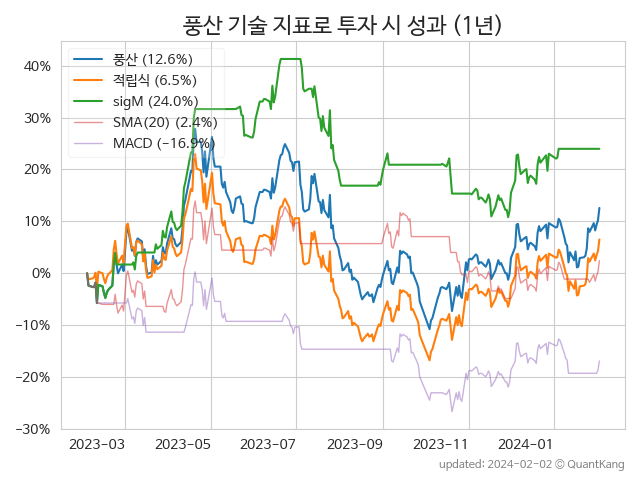 풍산 기술 지표로 투자 시 성과 (1년)
풍산 (12.6%)
적립식 (6.5%)
sigM (24.0%)
SMA(20) (2.4%)
MACD (−16.9%)
40%
30%
20%
10%
0%
−10%
−20%
−30%
2023-03 2023-05 2023-07 2023-09 2023-11 2024-01
updated: 2024-02-02 © QuantKang